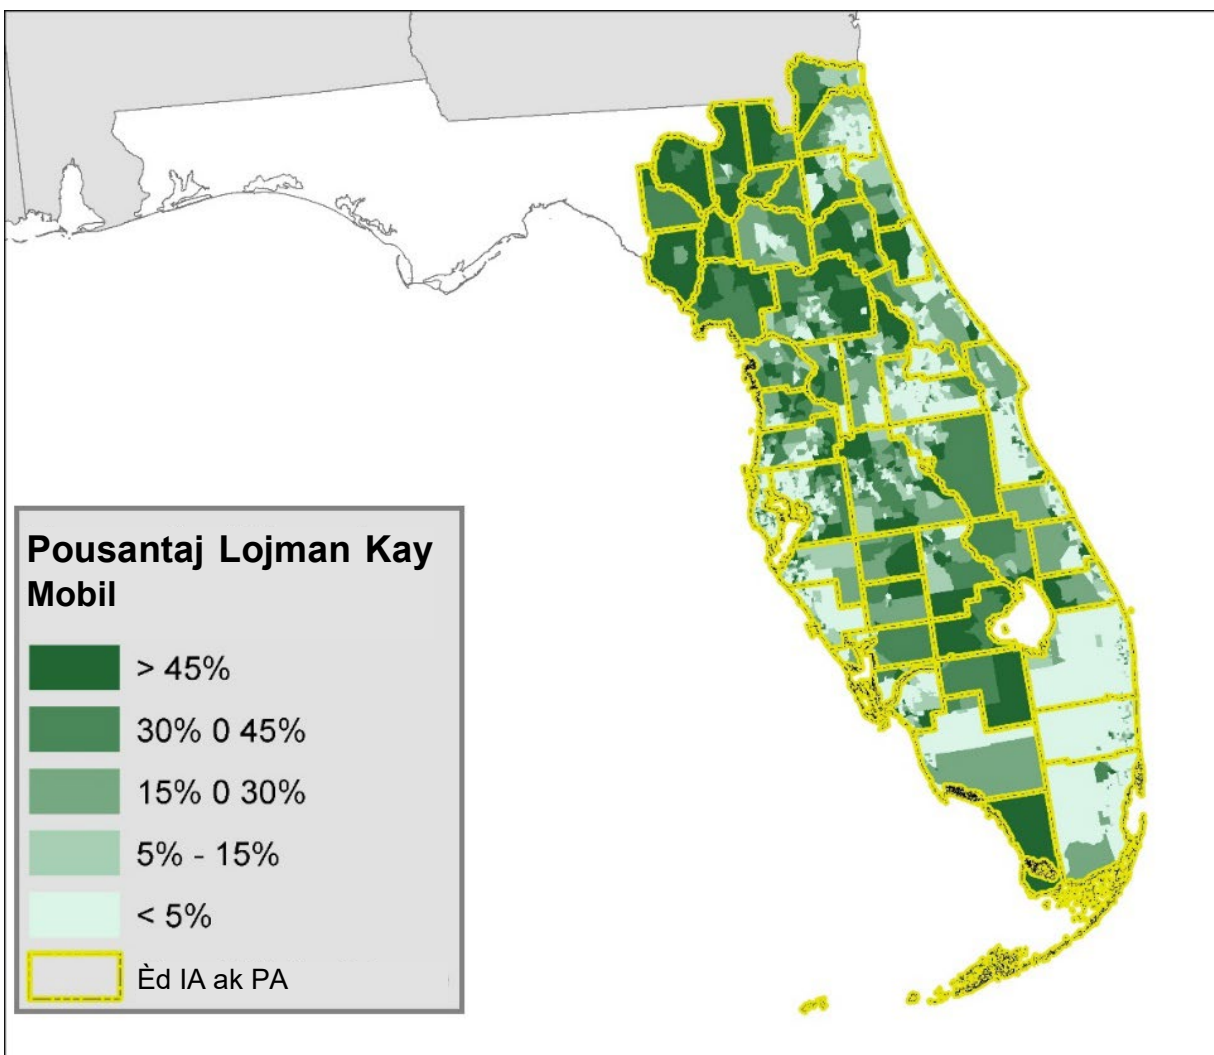 Pousantaj Lojman Kay
Mobil
> 45%
30% 0 45%
15% 0 30%
5% - 15%
< 5%
Èd IA ak PA